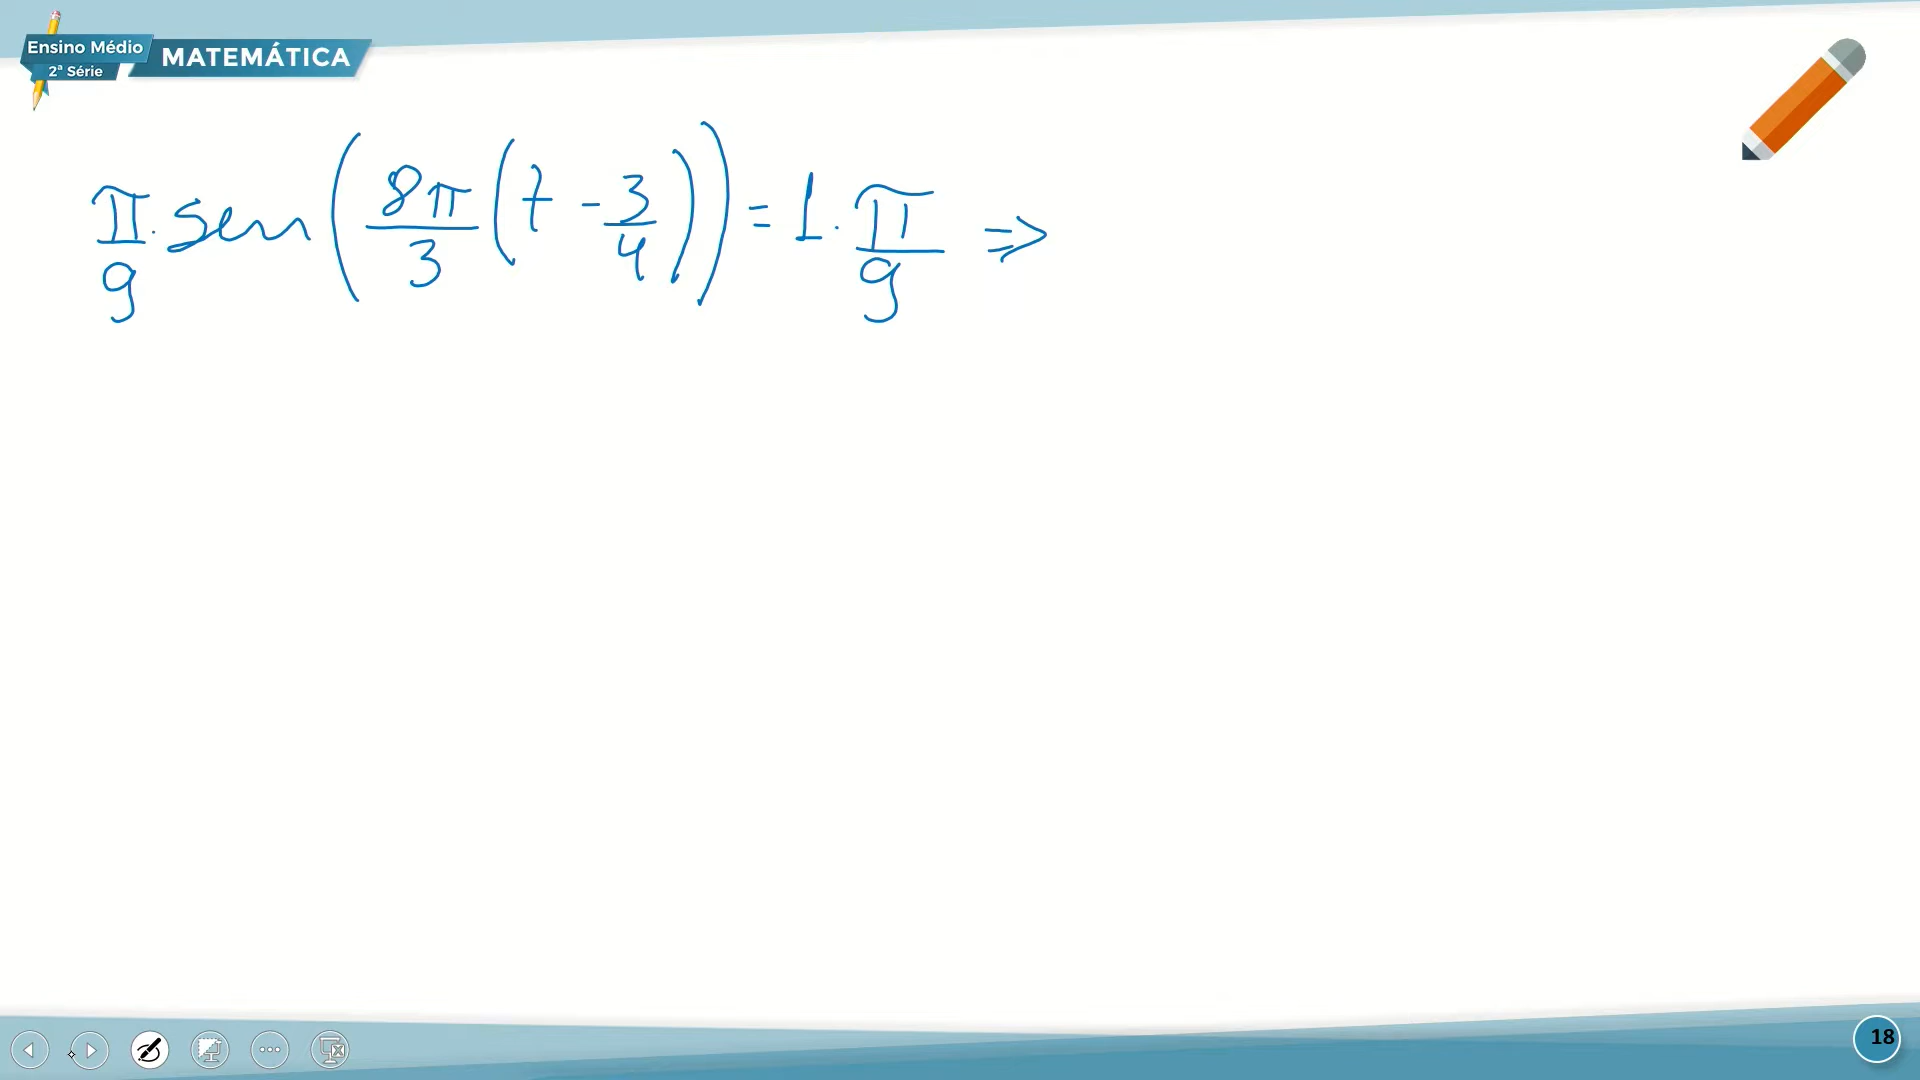 Ensino Médio
2ª Série
MATEMÁTICA
π/9 · sen (8π/3 (t - 3/4)) = 1 · π/9 ⇒
18